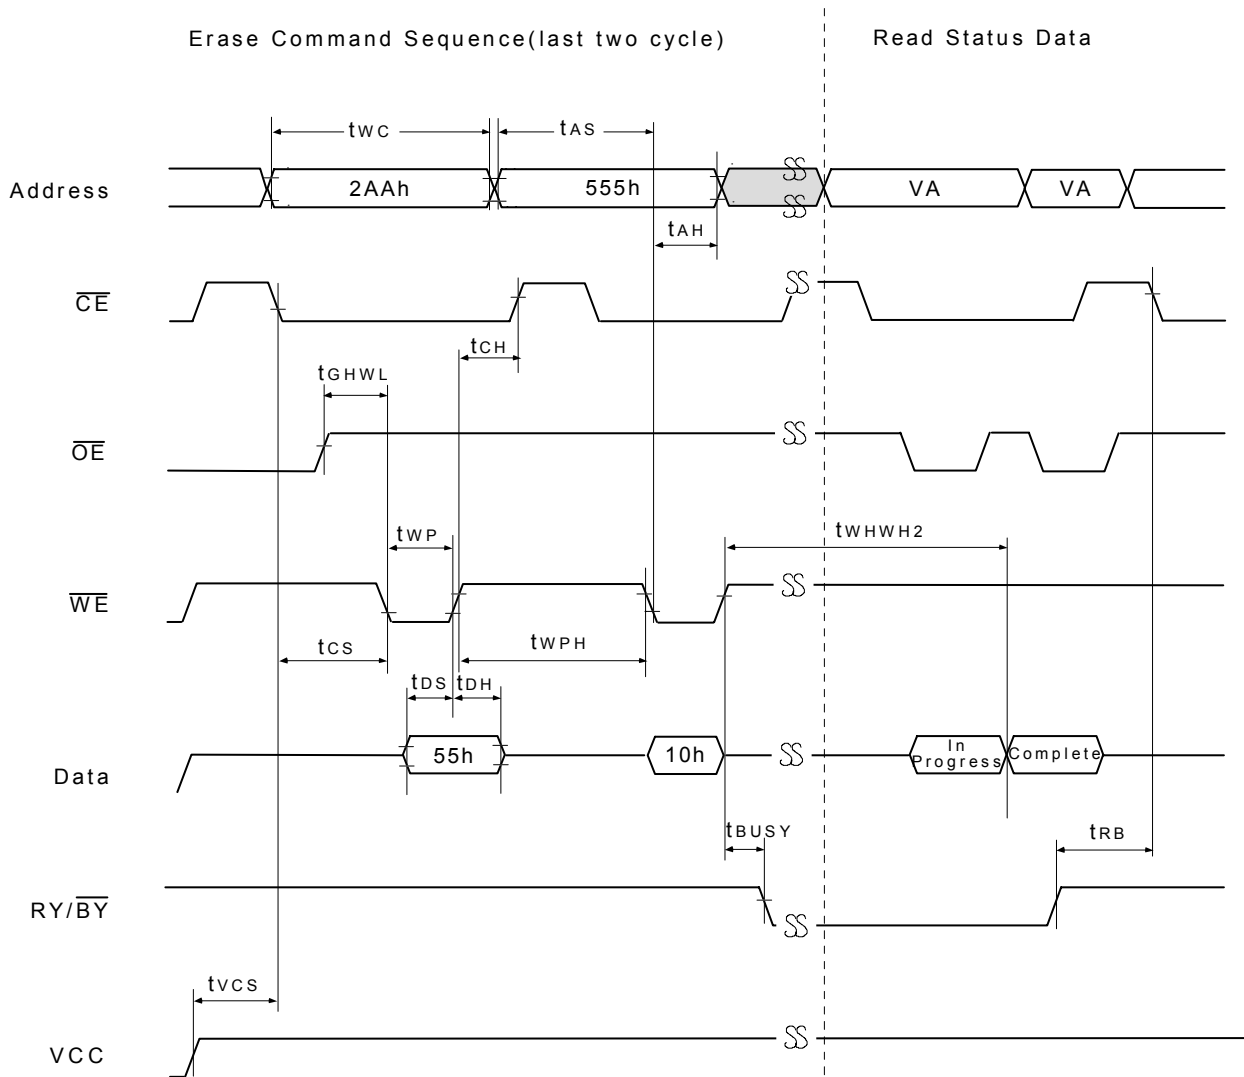 Erase Command Sequence(last two cycle)
Read Status Data
tWC
tAS
Address
2AAh
555h
VA
VA
tAH
CE
tCH
tGHWL
OE
tWP
tWHWH2
WE
tCS
tWPH
tDS
tDH
Data
55h
10h
In
Progress
Complete
tBUSY
tRB
RY/BY
tVCS
VCC